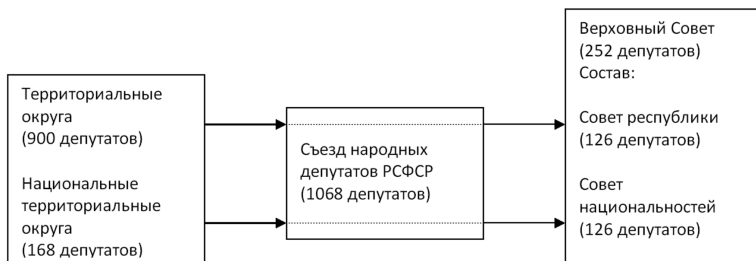 Территориальные
округа
(900 депутатов)
Национальные
территориальные
округа
(168 депутатов)
Съезд народных
депутатов РСФСР
(1068 депутатов)
Верховный Совет
(252 депутатов)
Состав:
Совет республики
(126 депутатов)
Совет
национальностей
(126 депутатов)